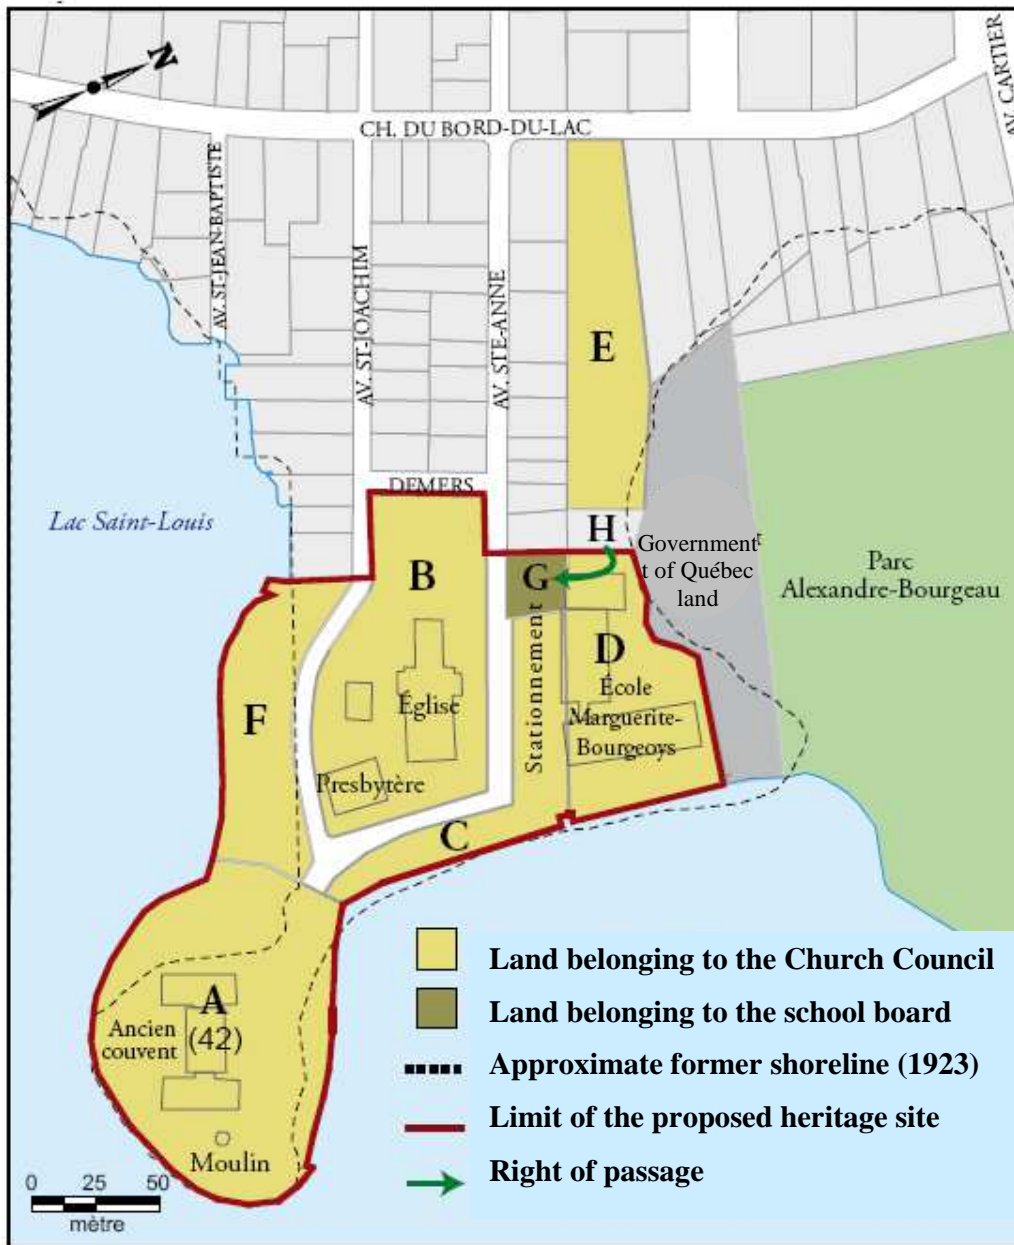 N
CH. DU BORD-DU-LAC
AV. CARTIER
AV. ST-JEAN-BAPTISTE
AV. ST-JOACHIM
AV. STE-ANNE
E
DEMERS
Lac Saint-Louis
H
Government
t
t of Québec
land
Parc
Alexandre-Bourgeau
B
G
D
École
Marguerite-
Bourgeoys
Stationnement
F
Église
Presbytère
C
A
(42)
Ancien
couvent
Moulin
Land belonging to the Church Council
Land belonging to the school board
Approximate former shoreline (1923)
Limit of the proposed heritage site
Right of passage
0 25 50
mètre